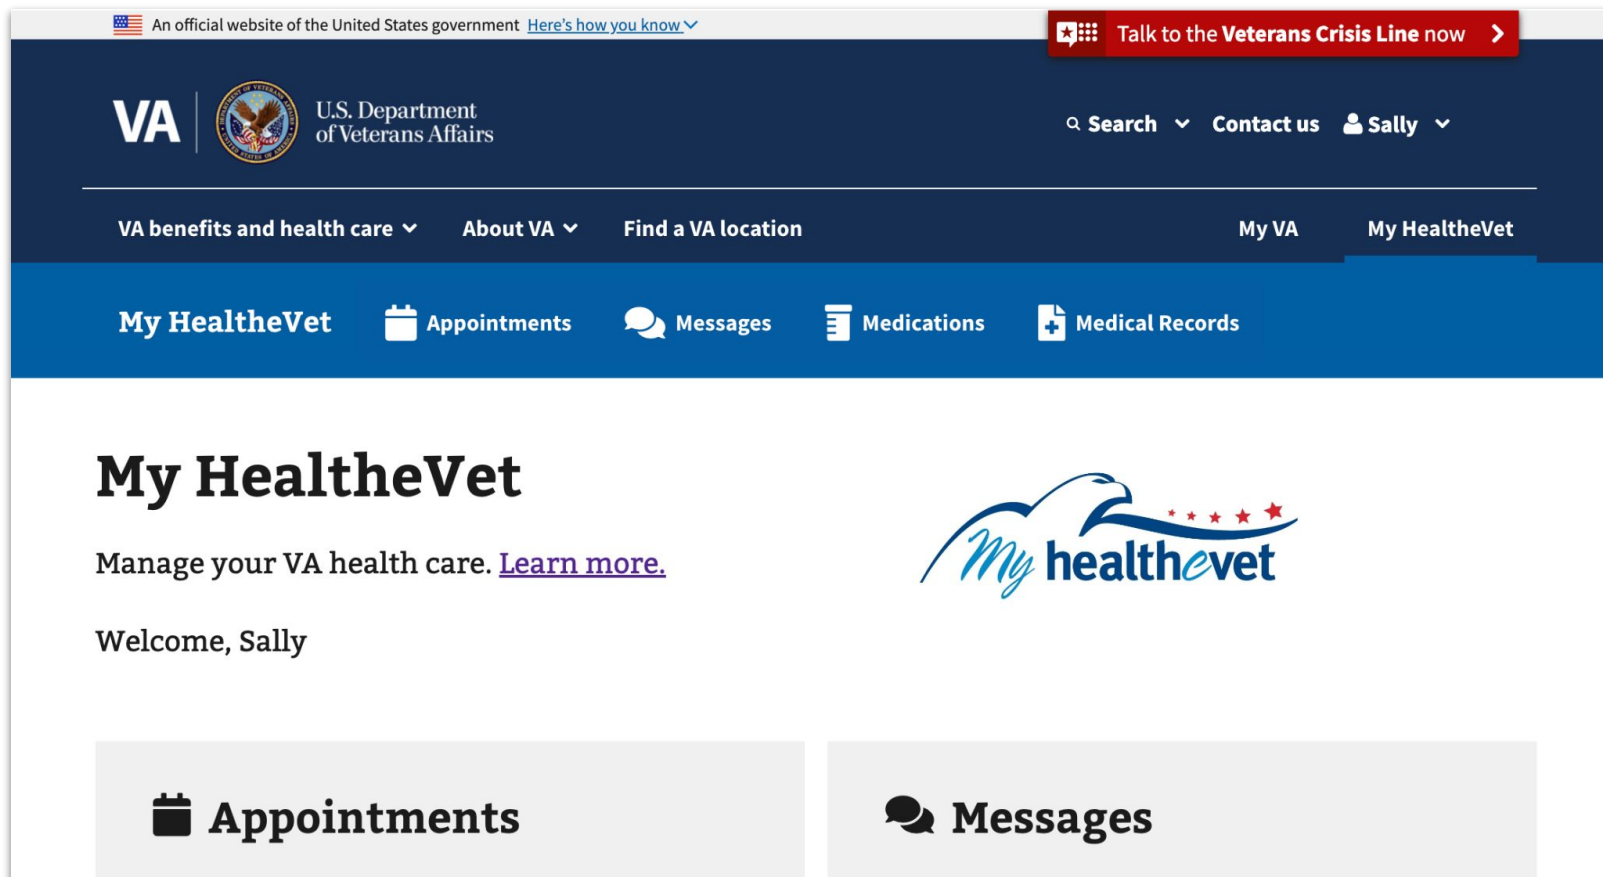 An official website of the United States government Here's how you know
Talk to the Veterans Crisis Line now
VA
U.S. Department
of Veterans Affairs
Search
Contact us
Sally
VA benefits and health care
About VA
Find a VA location
My VA
My HealtheVet
My HealtheVet
Appointments
Messages
Medications
Medical Records
My HealtheVet
Manage your VA health care. Learn more.
Welcome, Sally
My healthevet
Appointments
Messages